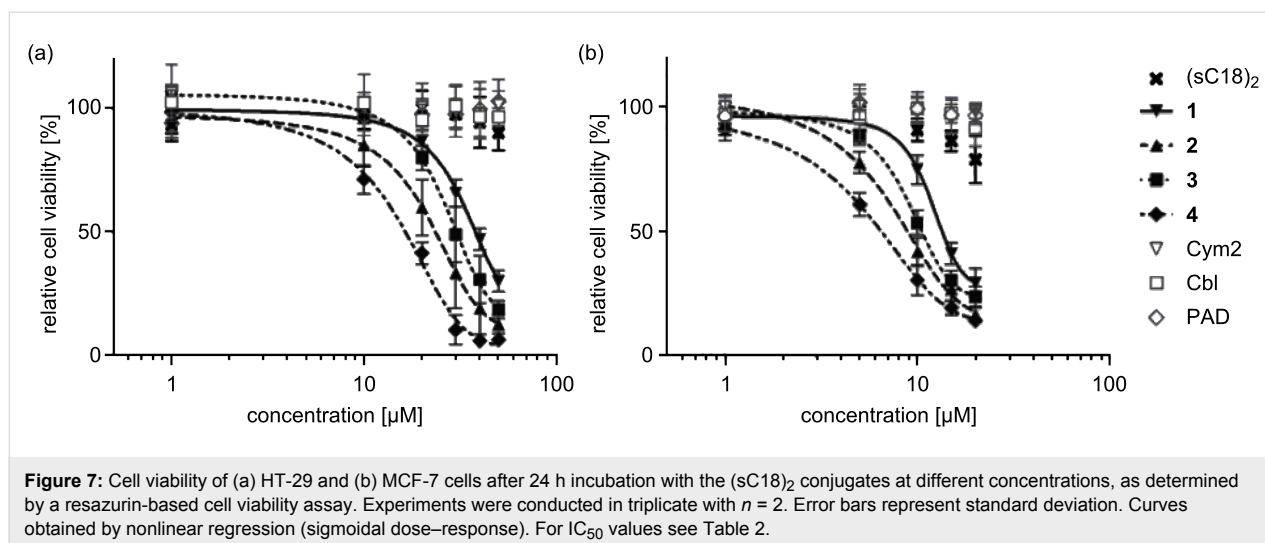 (a)
relative cell viability [%]
100
50
0
1
10
100
concentration [µM]
(b)
relative cell viability [%]
100
50
0
1
10
100
concentration [µM]
(sC18)₂
1
2
3
4
Cym2
Cbl
PAD
Figure 7: Cell viability of (a) HT-29 and (b) MCF-7 cells after 24 h incubation with the (sC18)₂ conjugates at different concentrations, as determined
by a resazurin-based cell viability assay. Experiments were conducted in triplicate with n = 2. Error bars represent standard deviation. Curves
obtained by nonlinear regression (sigmoidal dose–response). For IC₅₀ values see Table 2.